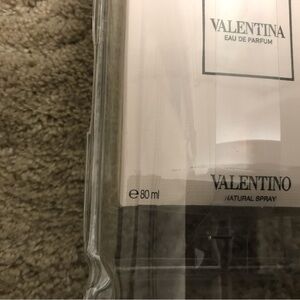 VALENTINA
EAU DE PARFUM
℮80 ml
VALENTINO
NATURAL SPRAY